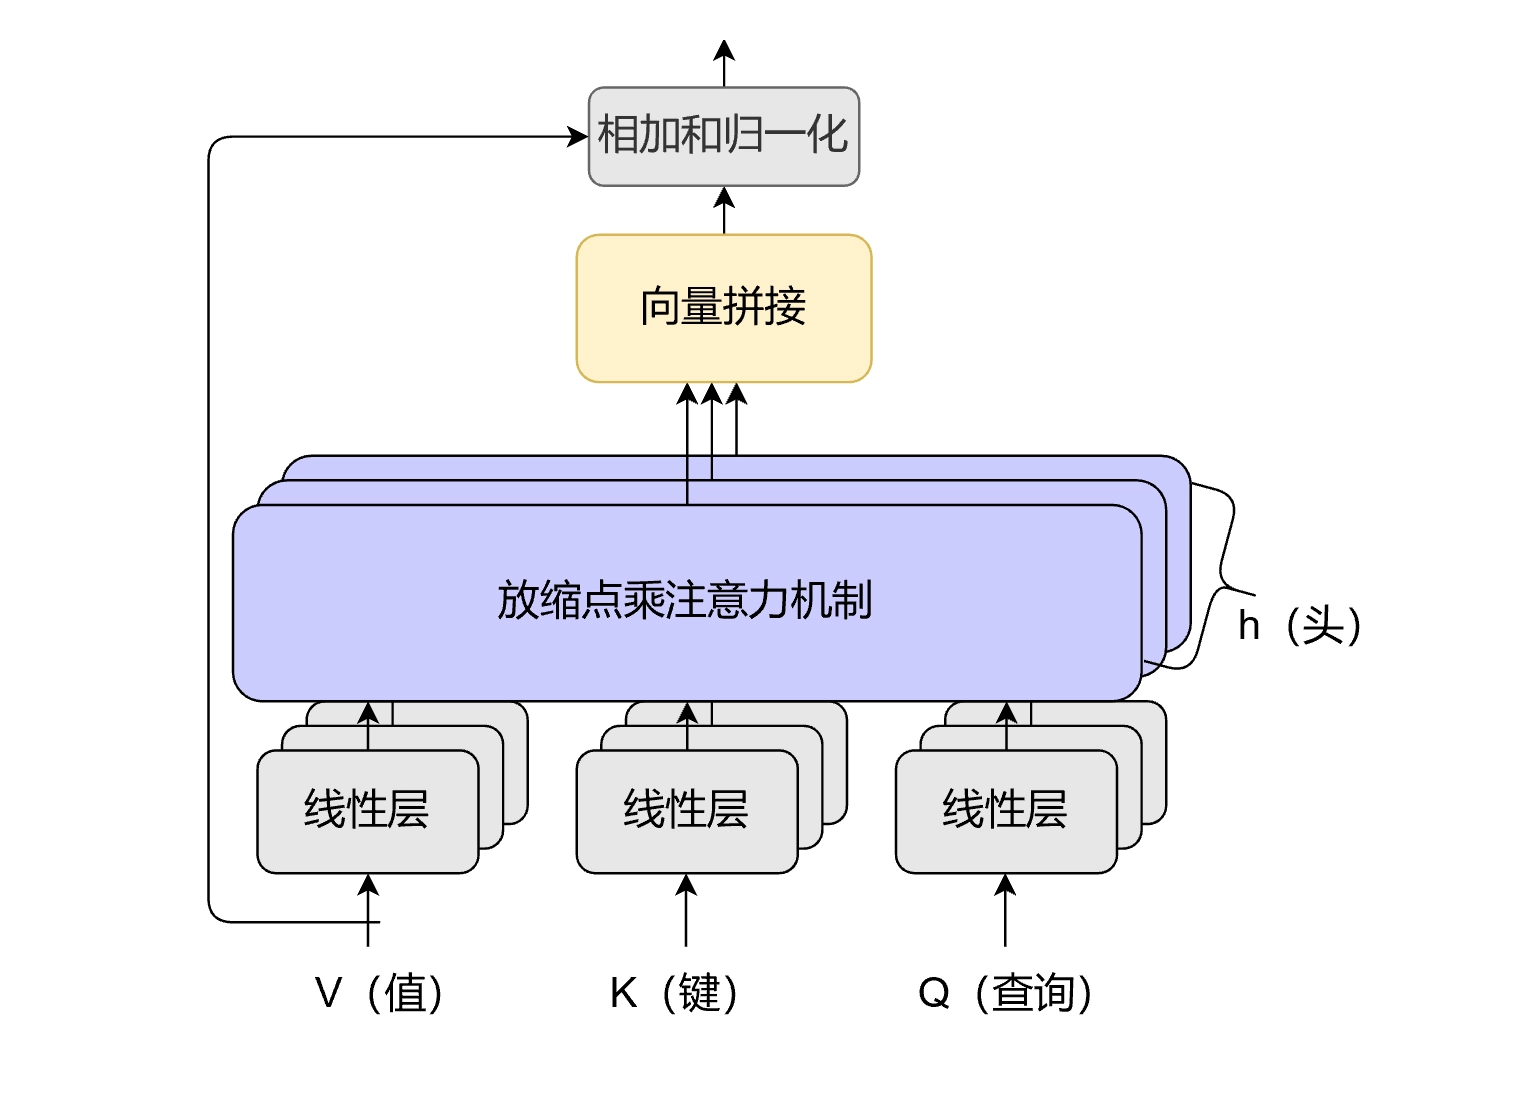 相加和归一化
向量拼接
放缩点乘注意力机制
h（头）
线性层
线性层
线性层
V（值）
K（键）
Q（查询）